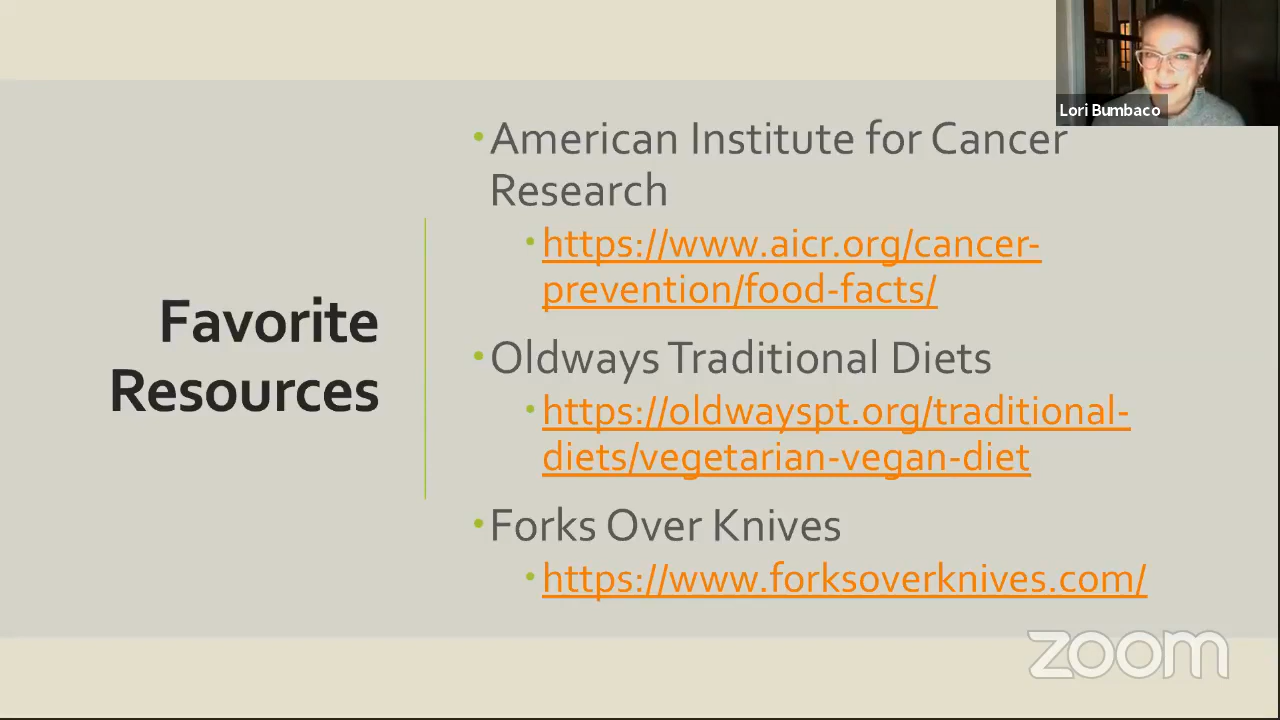 Lori Bumbaco
Favorite
Resources
•American Institute for Cancer
Research
•https://www.aicr.org/cancer-
prevention/food-facts/
•Oldways Traditional Diets
•https://oldwayspt.org/traditional-
diets/vegetarian-vegan-diet
•Forks Over Knives
•https://www.forksoverknives.com/
zoom